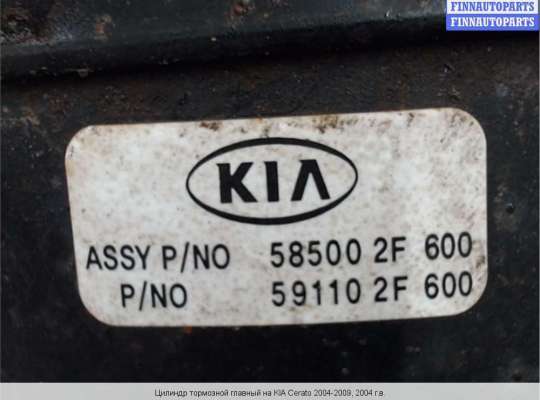 FINNAUTOPARTS
FINNAUTOPARTS
KIA
ASSY P/NO 58500 2F 600
P/NO 59110 2F 600
Цилиндр тормозной главный на KIA Cerato 2004-2009, 2004 г.в.